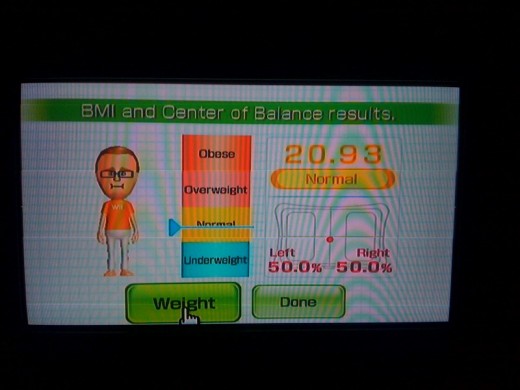 BMI and Center of Balance results.
Obese
Overweight
Normal
Underweight
20.93
Normal
Left Right
50.0% 50.0%
Weight
Done